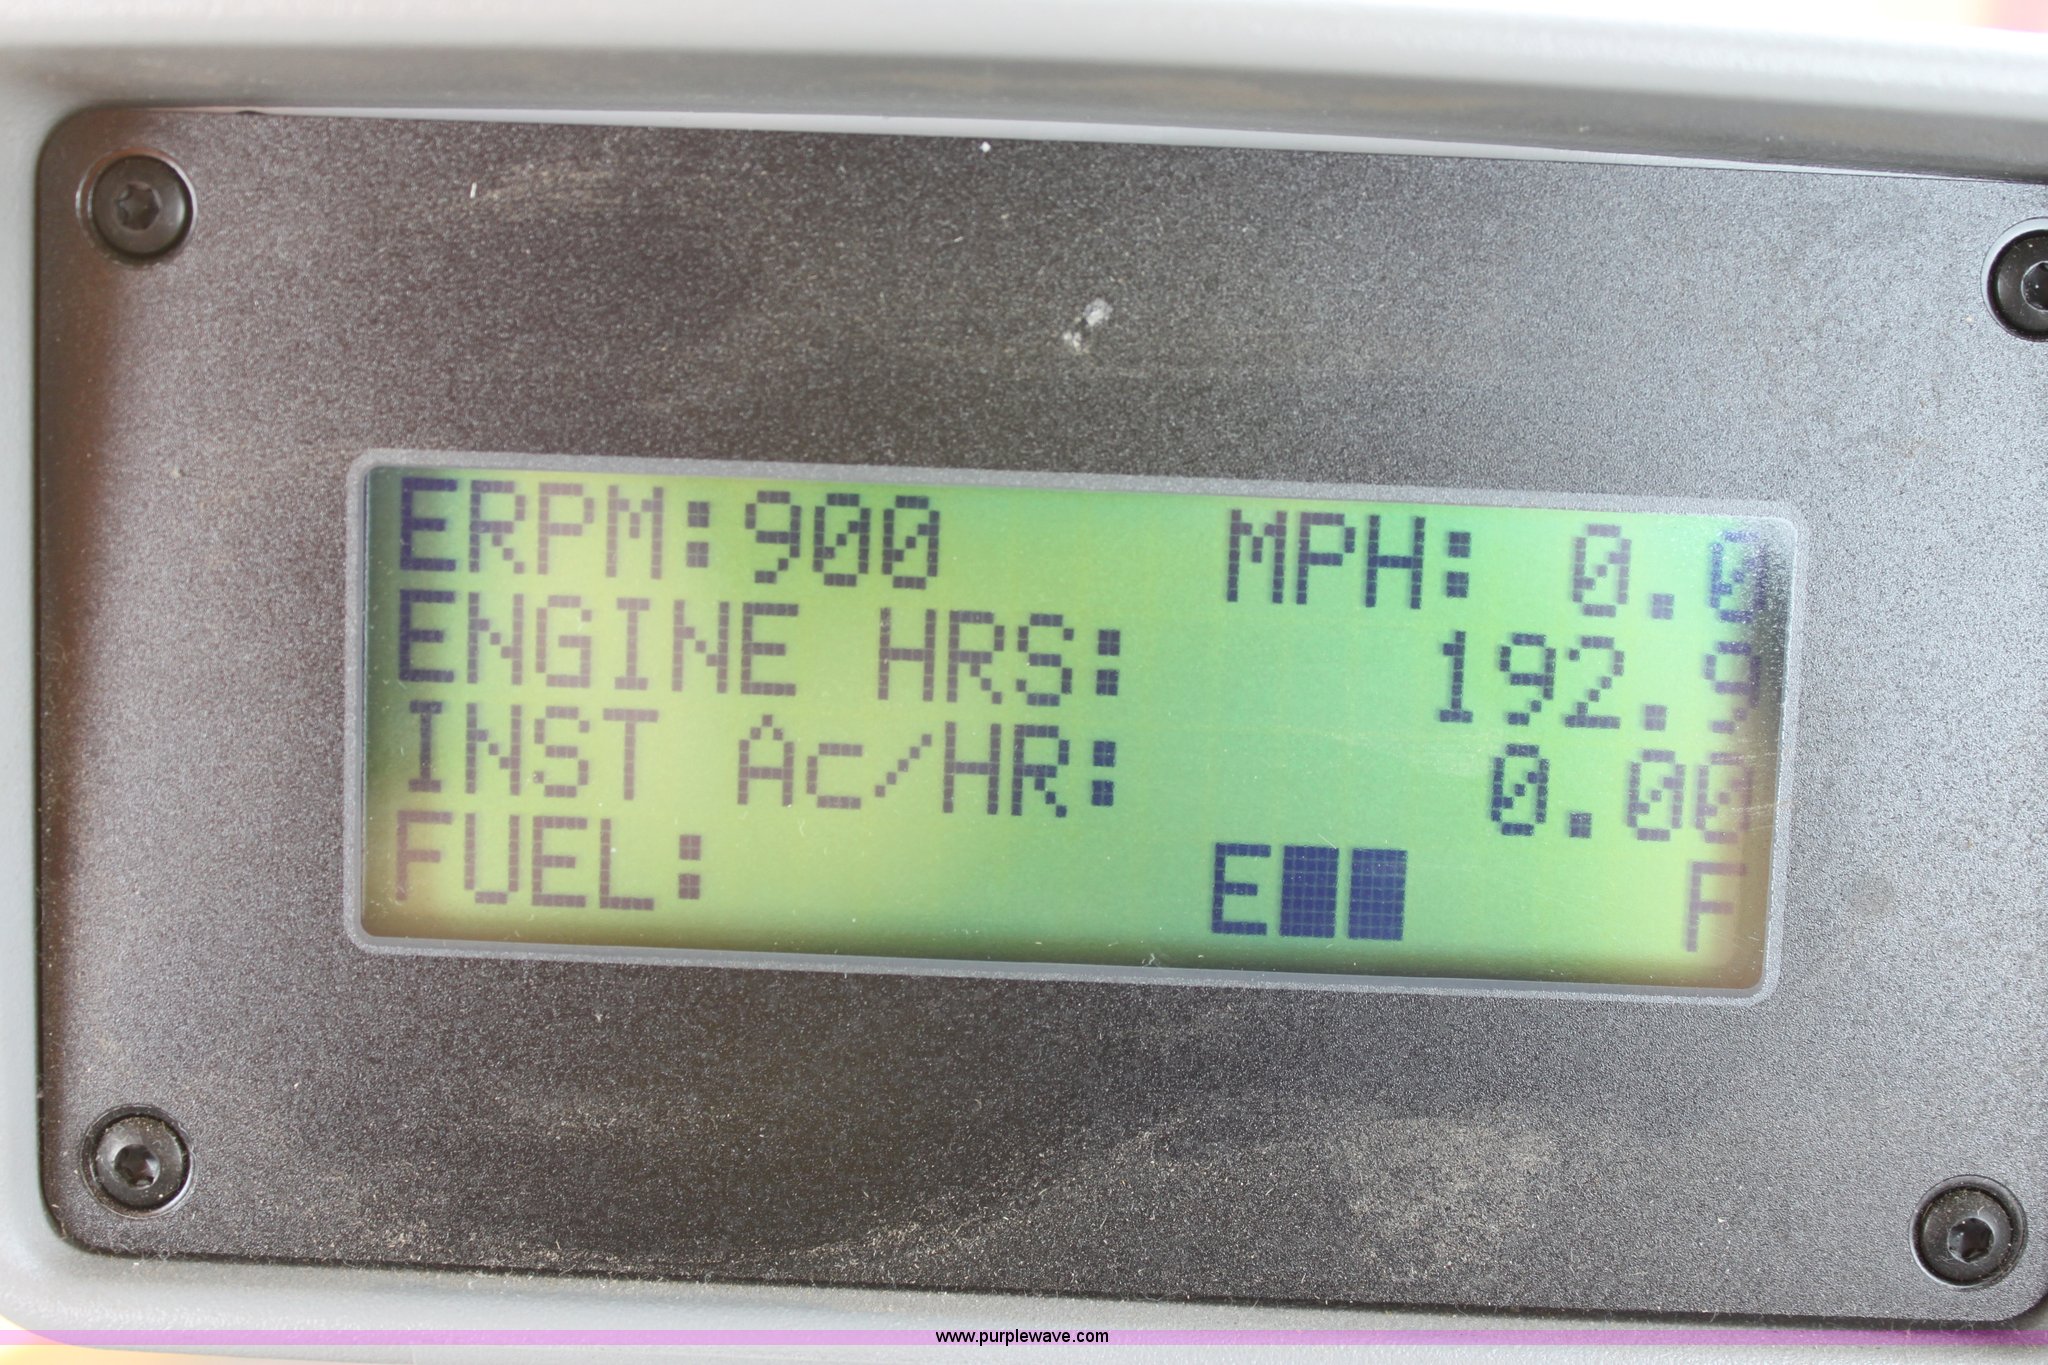 ERPM:900 MPH: 0.0
ENGINE HRS: 192.9
INST Ac/HR: 0.00
FUEL: E██ F
www.purplewave.com